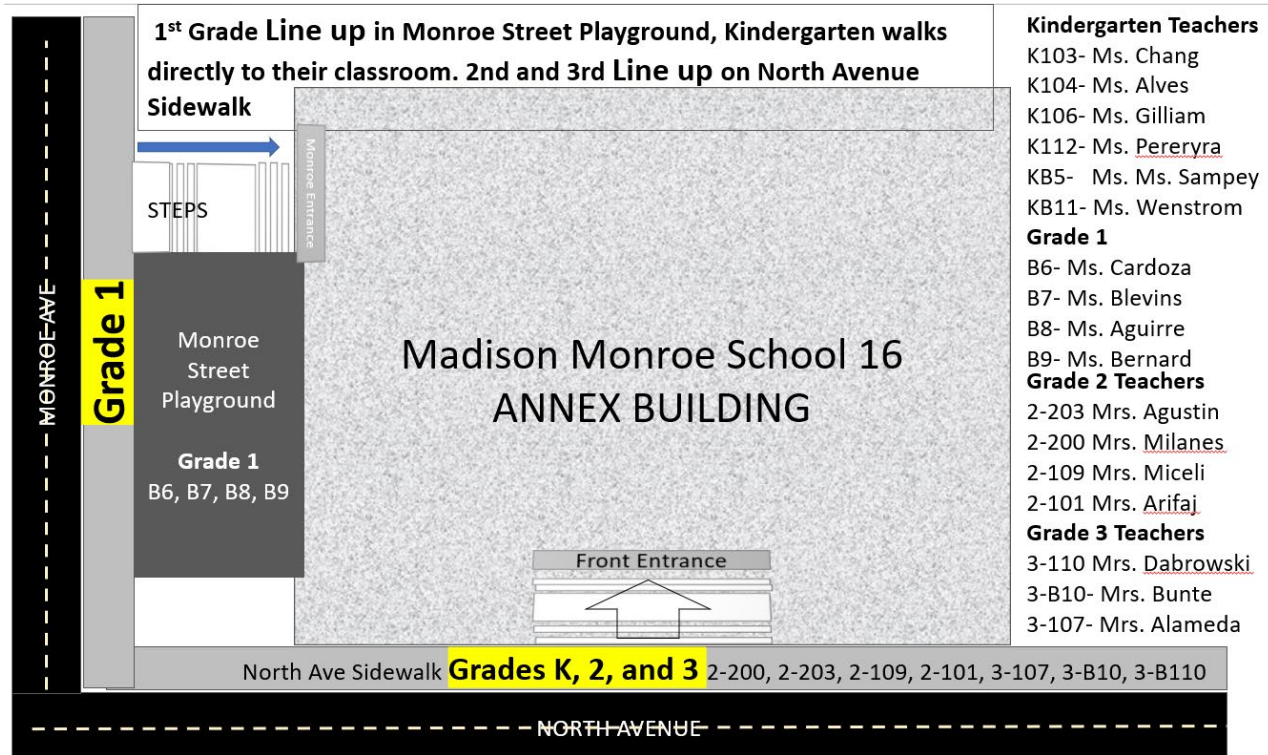 1st Grade Line up in Monroe Street Playground, Kindergarten walks
directly to their classroom. 2nd and 3rd Line up on North Avenue
Sidewalk
Monroe Entrance
STEPS
MONROE AVE
Grade 1
Monroe
Street
Playground
Grade 1
B6, B7, B8, B9
Madison Monroe School 16
ANNEX BUILDING
Front Entrance
North Ave Sidewalk Grades K, 2, and 3 2-200, 2-203, 2-109, 2-101, 3-107, 3-B10, 3-B110
NORTH AVENUE
Kindergarten Teachers
K103- Ms. Chang
K104- Ms. Alves
K106- Ms. Gilliam
K112- Ms. Pereryra
KB5- Ms. Ms. Sampey
KB11- Ms. Wenstrom
Grade 1
B6- Ms. Cardoza
B7- Ms. Blevins
B8- Ms. Aguirre
B9- Ms. Bernard
Grade 2 Teachers
2-203 Mrs. Agustin
2-200 Mrs. Milanes
2-109 Mrs. Miceli
2-101 Mrs. Arifaj
Grade 3 Teachers
3-110 Mrs. Dabrowski
3-B10- Mrs. Bunte
3-107- Mrs. Alameda